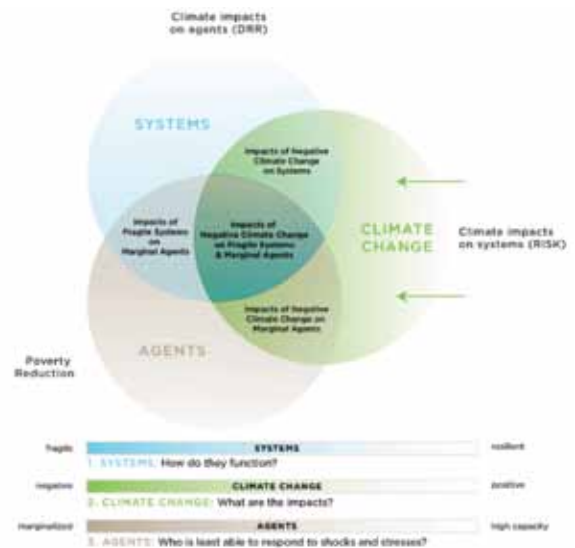 Climate impacts
on agents (DRR)
SYSTEMS
Impacts of Negative
Climate Change
on Systems
Impacts of
Fragile Systems
on
Marginal Agents
Impacts of
Negative Climate Change
on Fragile Systems
& Marginal Agents
CLIMATE
CHANGE
Climate impacts
on systems (RISK)
Impacts of Negative
Climate Change on
Marginal Agents
AGENTS
Poverty
Reduction
fragile SYSTEMS resilient
1. SYSTEMS: How do they function?
negative CLIMATE CHANGE positive
2. CLIMATE CHANGE: What are the impacts?
marginalized AGENTS high capacity
3. AGENTS: Who is least able to respond to shocks and stresses?